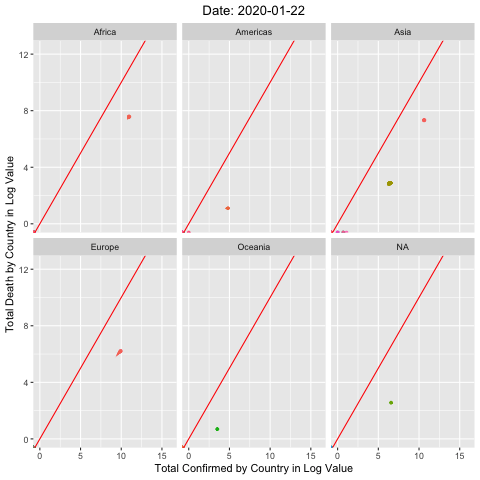 Date: 2020-01-22
Africa Americas Asia
12
8
4
0
Europe Oceania NA
12
8
4
0
0 5 10 15 0 5 10 15 0 5 10 15
Total Confirmed by Country in Log Value
Total Death by Country in Log Value